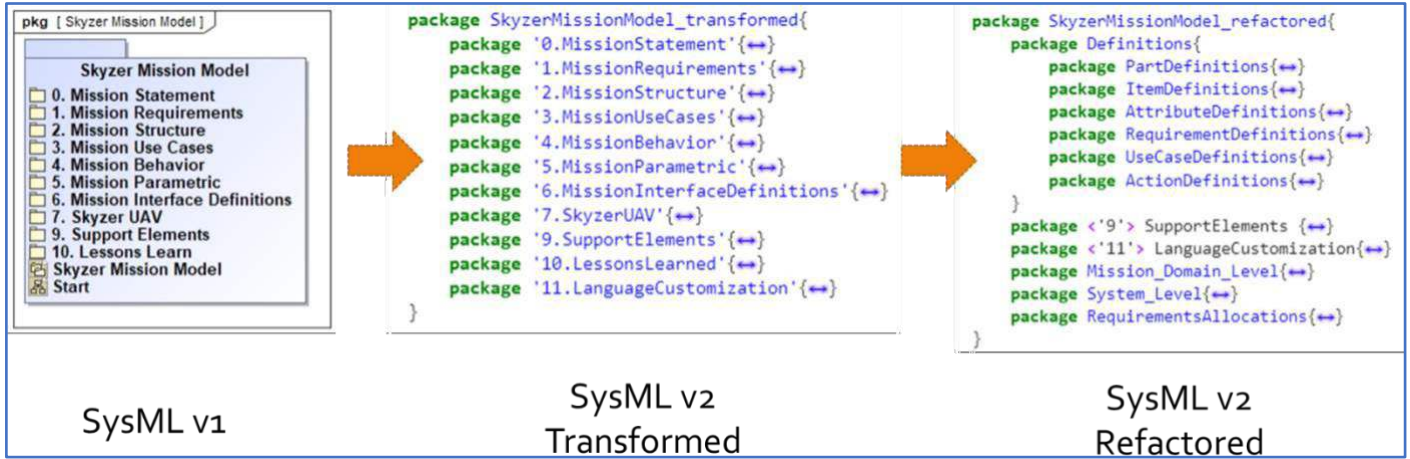 pkg [ Skyzer Mission Model ]
Skyzer Mission Model
0. Mission Statement
1. Mission Requirements
2. Mission Structure
3. Mission Use Cases
4. Mission Behavior
5. Mission Parametric
6. Mission Interface Definitions
7. Skyzer UAV
9. Support Elements
10. Lessons Learn
Skyzer Mission Model
Start
SysML v1
package SkyzerMissionModel_transformed{
package '0.MissionStatement'{↔}
package '1.MissionRequirements'{↔}
package '2.MissionStructure'{↔}
package '3.MissionUseCases'{↔}
package '4.MissionBehavior'{↔}
package '5.MissionParametric'{↔}
package '6.MissionInterfaceDefinitions'{↔}
package '7.SkyzerUAV'{↔}
package '9.SupportElements'{↔}
package '10.LessonsLearned'{↔}
package '11.LanguageCustomization'{↔}
}
SysML v2
Transformed
package SkyzerMissionModel_refactored{
package Definitions{
package PartDefinitions{↔}
package ItemDefinitions{↔}
package AttributeDefinitions{↔}
package RequirementDefinitions{↔}
package UseCaseDefinitions{↔}
package ActionDefinitions{↔}
}
package <'9'> SupportElements {↔}
package <'11'> LanguageCustomization{↔}
package Mission_Domain_Level{↔}
package System_Level{↔}
package RequirementsAllocations{↔}
}
SysML v2
Refactored